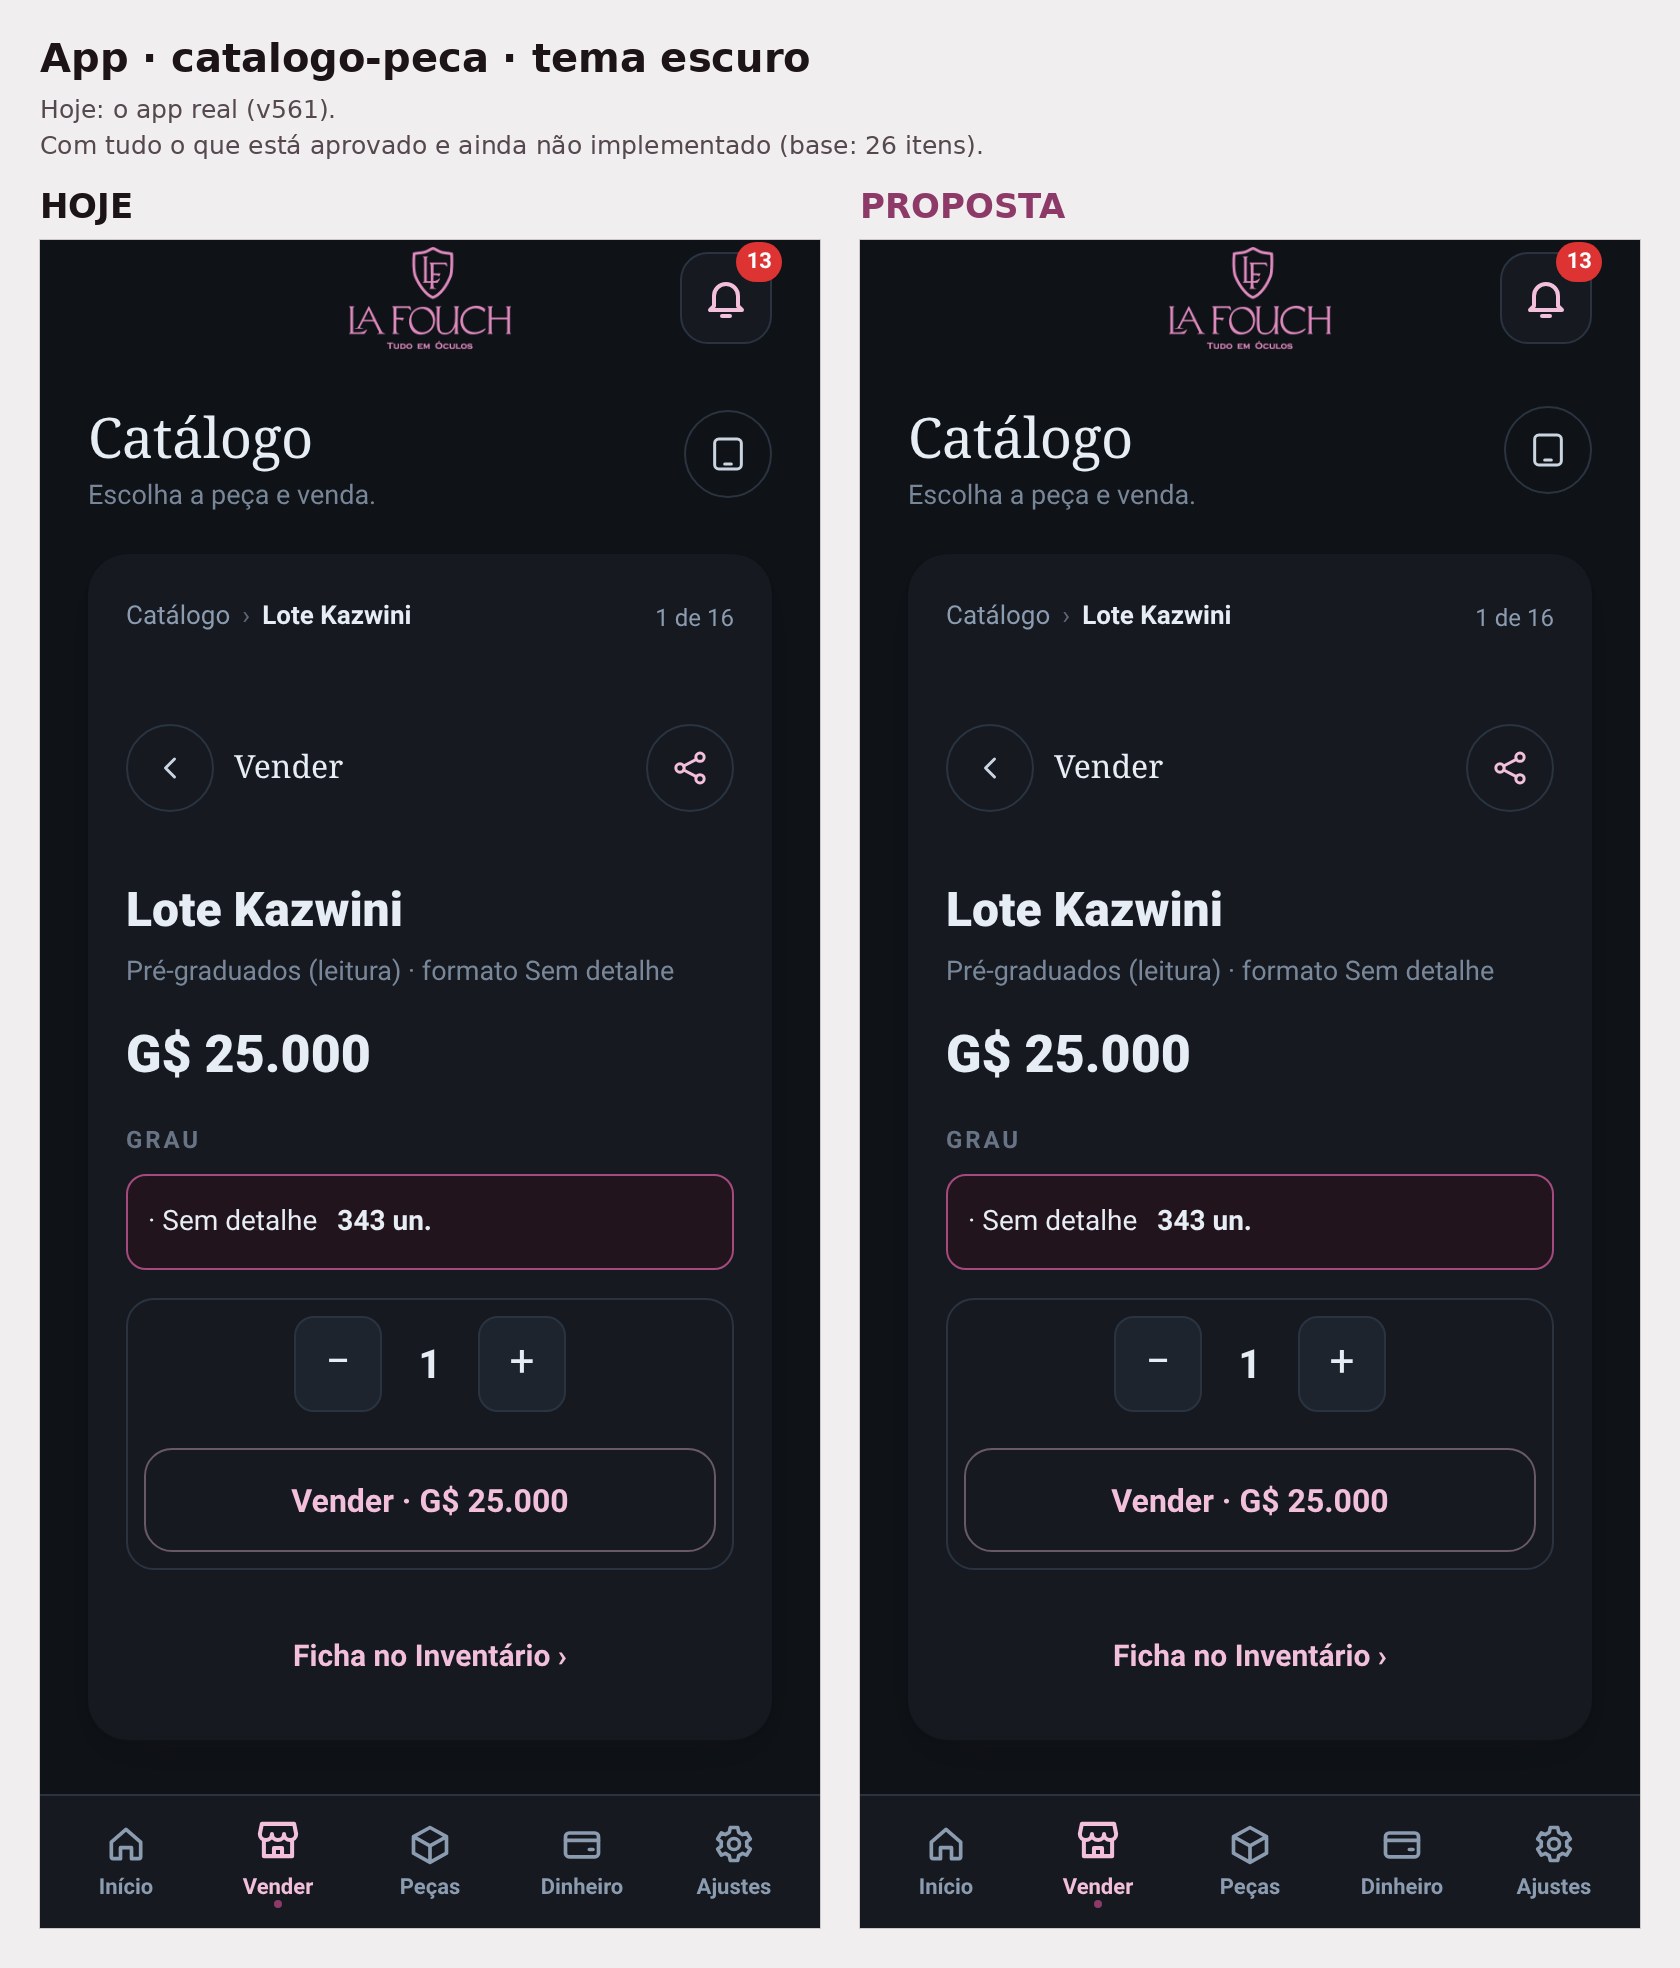 App · catalogo-peca · tema escuro
Hoje: o app real (v561).
Com tudo o que está aprovado e ainda não implementado (base: 26 itens).
HOJE
LF
LA FOUCH
Tudo em Óculos
13
Catálogo
Escolha a peça e venda.
Catálogo › Lote Kazwini 1 de 16
Vender
Lote Kazwini
Pré-graduados (leitura) · formato Sem detalhe
G$ 25.000
GRAU
· Sem detalhe 343 un.
− 1 +
Vender · G$ 25.000
Ficha no Inventário ›
Início Vender Peças Dinheiro Ajustes
PROPOSTA
LF
LA FOUCH
Tudo em Óculos
13
Catálogo
Escolha a peça e venda.
Catálogo › Lote Kazwini 1 de 16
Vender
Lote Kazwini
Pré-graduados (leitura) · formato Sem detalhe
G$ 25.000
GRAU
· Sem detalhe 343 un.
− 1 +
Vender · G$ 25.000
Ficha no Inventário ›
Início Vender Peças Dinheiro Ajustes